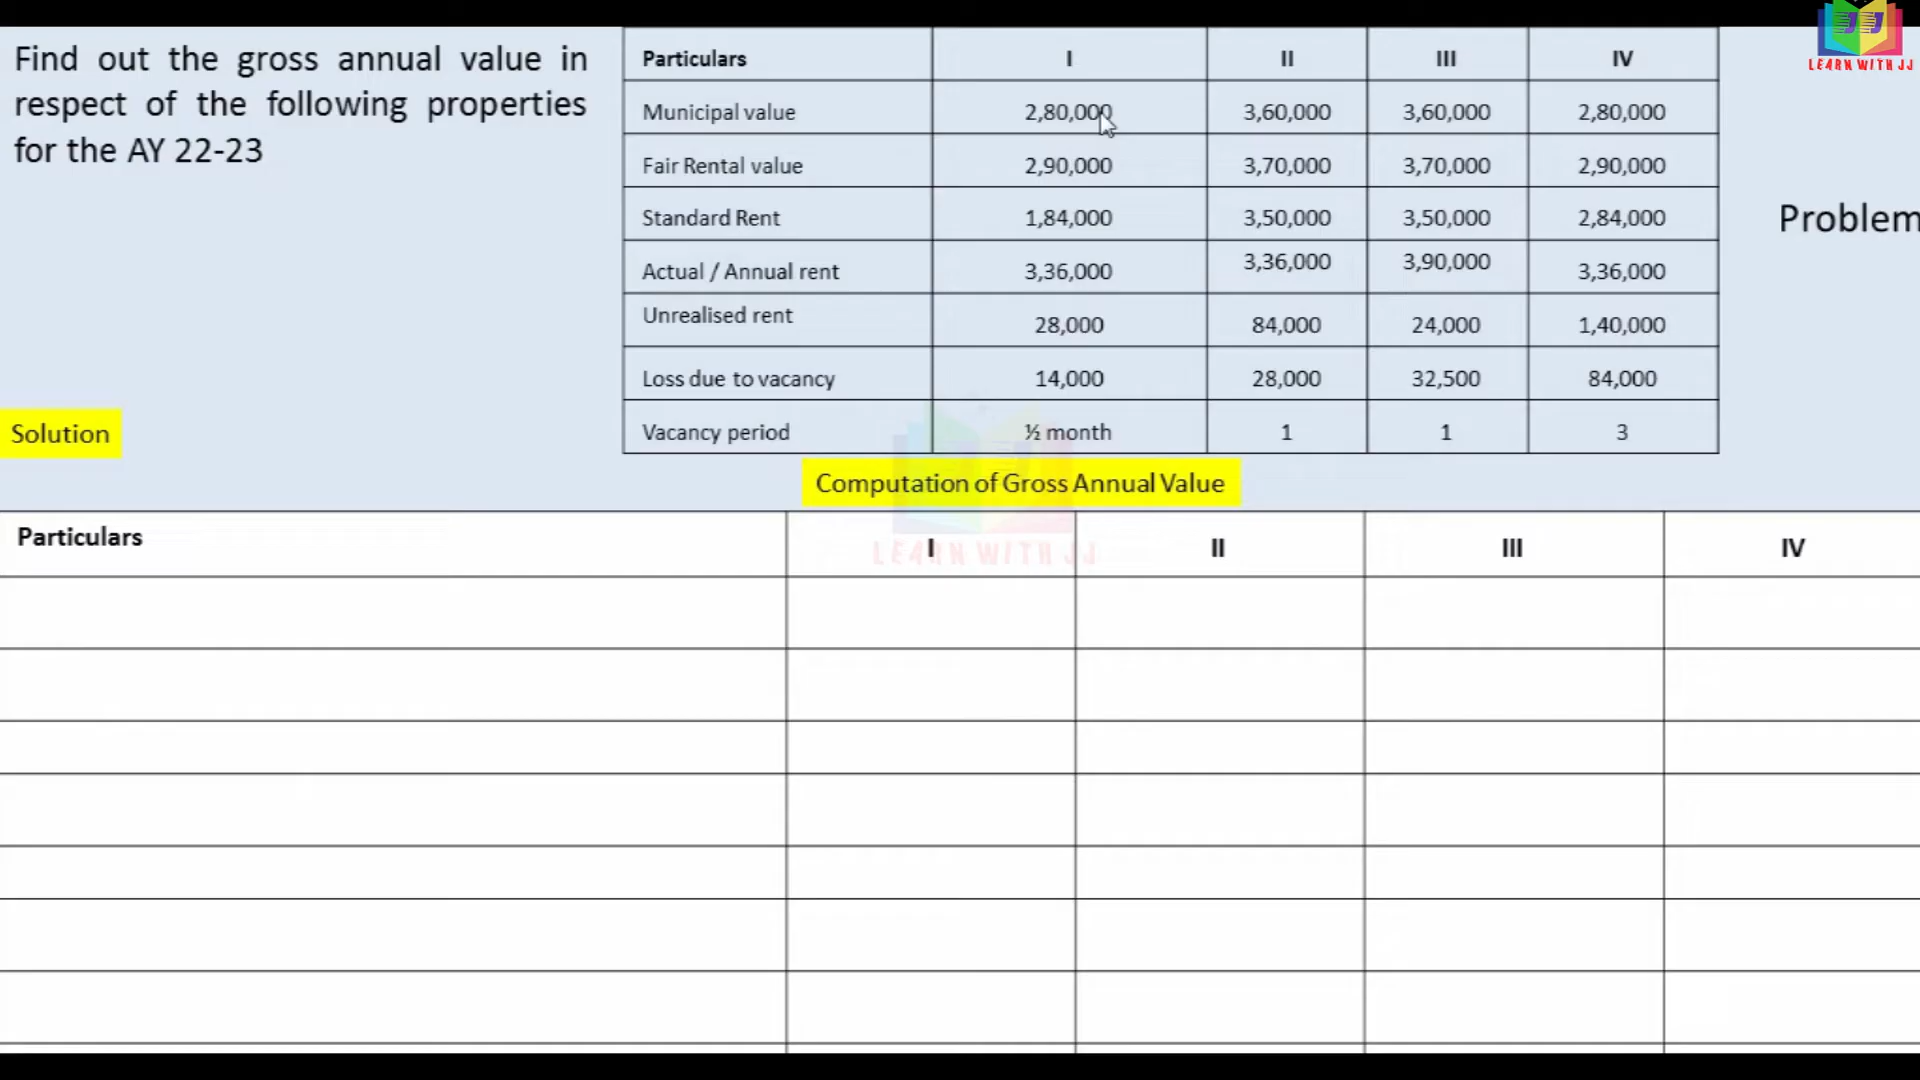 Find out the gross annual value in
respect of the following properties
for the AY 22-23
Particulars I II III IV
Municipal value 2,80,000 3,60,000 3,60,000 2,80,000
Fair Rental value 2,90,000 3,70,000 3,70,000 2,90,000
Standard Rent 1,84,000 3,50,000 3,50,000 2,84,000
Actual / Annual rent 3,36,000 3,36,000 3,90,000 3,36,000
Unrealised rent 28,000 84,000 24,000 1,40,000
Loss due to vacancy 14,000 28,000 32,500 84,000
Vacancy period ½ month 1 1 3
LEARN WITH JJ
Problem
Solution
Computation of Gross Annual Value
Particulars I II III IV
LEARN WITH JJ